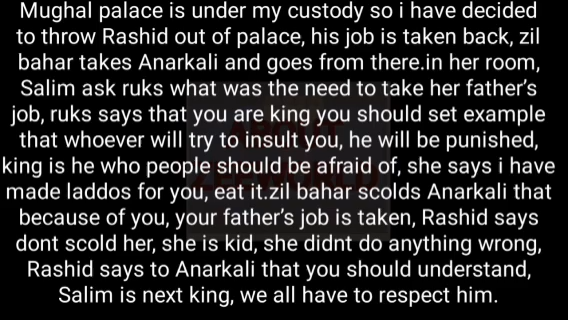 Mughal palace is under my custody so i have decided
to throw Rashid out of palace, his job is taken back, zil
bahar takes Anarkali and goes from there.in her room,
Salim ask ruks what was the need to take her father’s
job, ruks says that you are king you should set example
that whoever will try to insult you, he will be punished,
king is he who people should be afraid of, she says i have
made laddos for you, eat it.zil bahar scolds Anarkali that
because of you, your father’s job is taken, Rashid says
dont scold her, she is kid, she didnt do anything wrong,
Rashid says to Anarkali that you should understand,
Salim is next king, we all have to respect him.